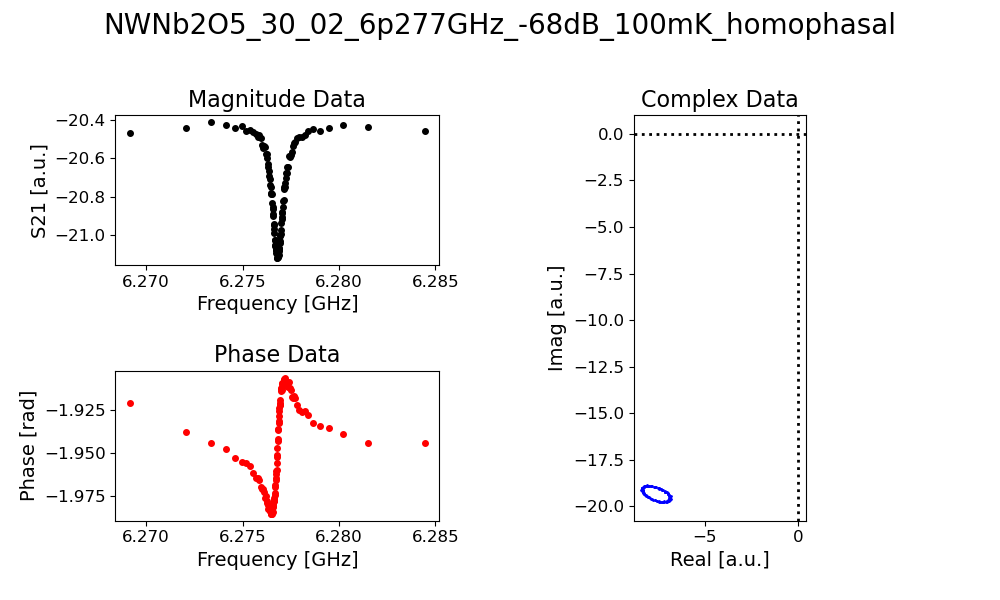 NWNb2O5_30_02_6p277GHz_-68dB_100mK_homophasal
Magnitude Data
S21 [a.u.]
−20.4
−20.6
−20.8
−21.0
6.270 6.275 6.280 6.285
Frequency [GHz]
Phase Data
Phase [rad]
−1.925
−1.950
−1.975
6.270 6.275 6.280 6.285
Frequency [GHz]
Complex Data
Imag [a.u.]
0.0
−2.5
−5.0
−7.5
−10.0
−12.5
−15.0
−17.5
−20.0
−5 0
Real [a.u.]